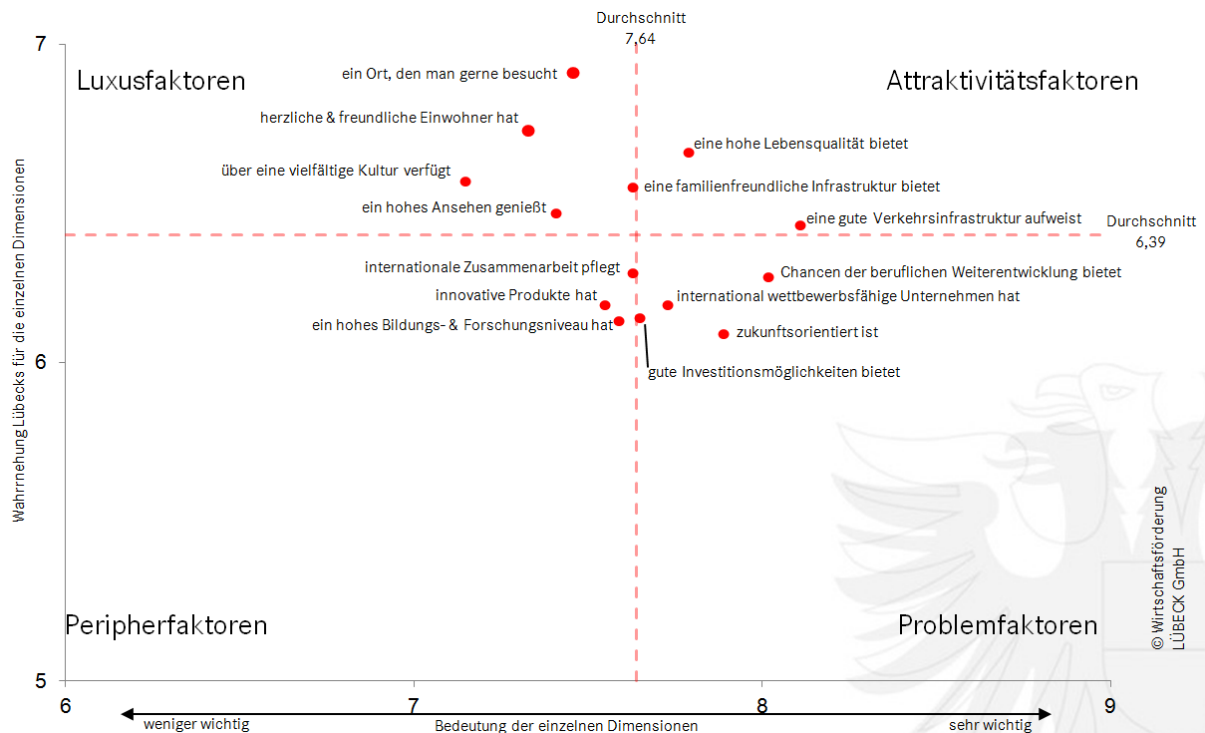 Durchschnitt
7,64
7
Luxusfaktoren
Attraktivitätsfaktoren
ein Ort, den man gerne besucht
herzliche & freundliche Einwohner hat
eine hohe Lebensqualität bietet
über eine vielfältige Kultur verfügt
eine familienfreundliche Infrastruktur bietet
ein hohes Ansehen genießt
eine gute Verkehrsinfrastruktur aufweist
Durchschnitt
6,39
internationale Zusammenarbeit pflegt
Chancen der beruflichen Weiterentwicklung bietet
innovative Produkte hat
international wettbewerbsfähige Unternehmen hat
ein hohes Bildungs- & Forschungsniveau hat
zukunftsorientiert ist
6
gute Investitionsmöglichkeiten bietet
Wahrrnehung Lübecks für die einzelnen Dimensionen
© Wirtschaftsförderung
LÜBECK GmbH
Peripherfaktoren
Problemfaktoren
5
6
7
8
9
weniger wichtig
Bedeutung der einzelnen Dimensionen
sehr wichtig